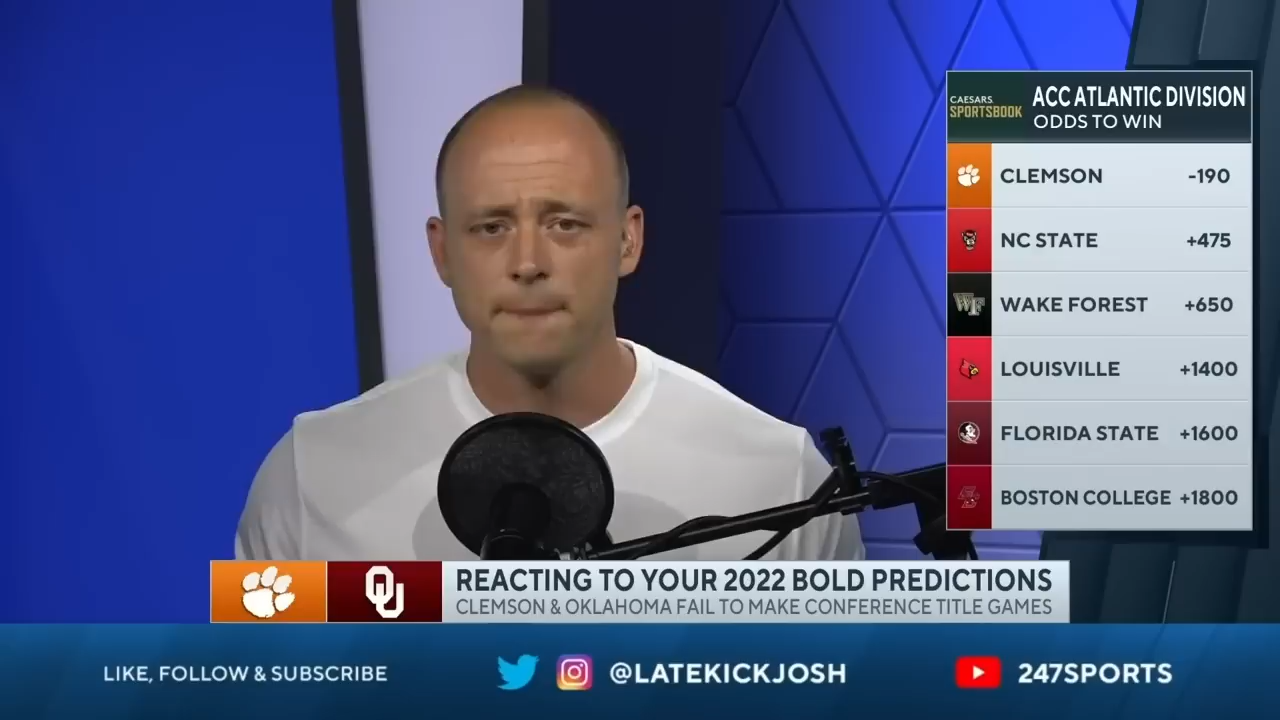 CAESARS
SPORTSBOOK
ACC ATLANTIC DIVISION
ODDS TO WIN
CLEMSON -190
NC STATE +475
WF
WAKE FOREST +650
LOUISVILLE +1400
FLORIDA STATE +1600
BOSTON COLLEGE +1800
OU
REACTING TO YOUR 2022 BOLD PREDICTIONS
CLEMSON & OKLAHOMA FAIL TO MAKE CONFERENCE TITLE GAMES
LIKE, FOLLOW & SUBSCRIBE @LATEKICKJOSH 247SPORTS